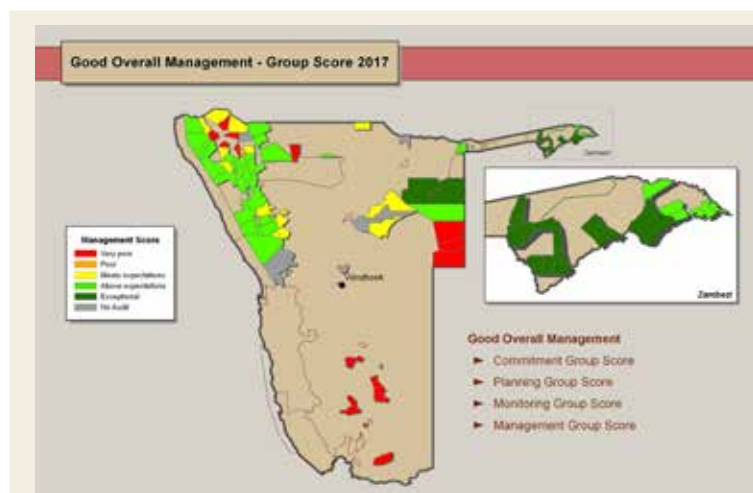 Good Overall Management - Group Score 2017
Zambezi
Management Score
Very poor
Poor
Meets expectations
Above expectations
Exceptional
No Audit
Windhoek
Zambezi
Good Overall Management
► Commitment Group Score
► Planning Group Score
► Monitoring Group Score
► Management Group Score